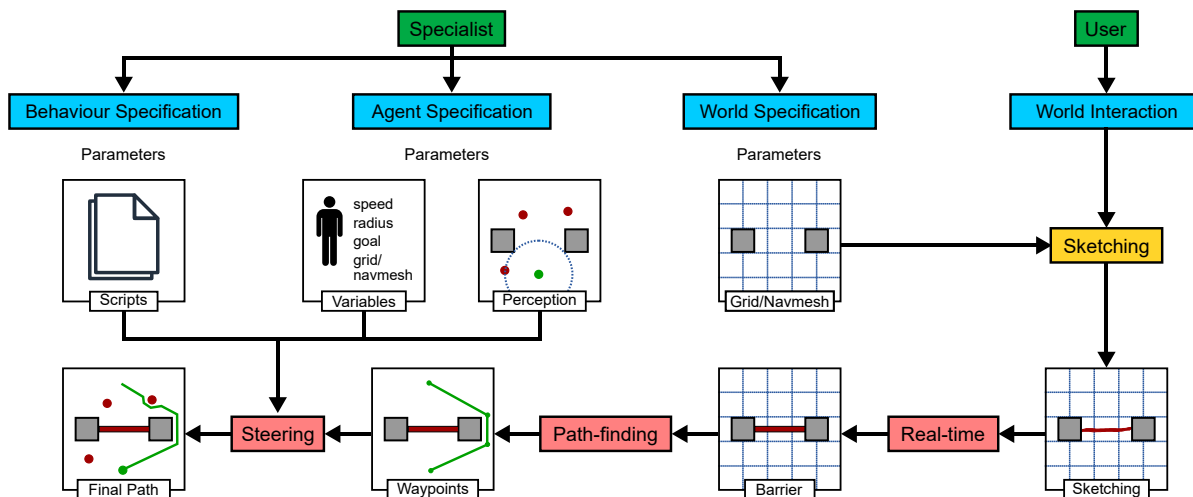 Specialist
User
Behaviour Specification
Agent Specification
World Specification
World Interaction
Parameters
Parameters
Parameters
speed
radius
goal
grid/
navmesh
Sketching
Scripts
Variables
Perception
Grid/Navmesh
Steering
Path-finding
Real-time
Final Path
Waypoints
Barrier
Sketching